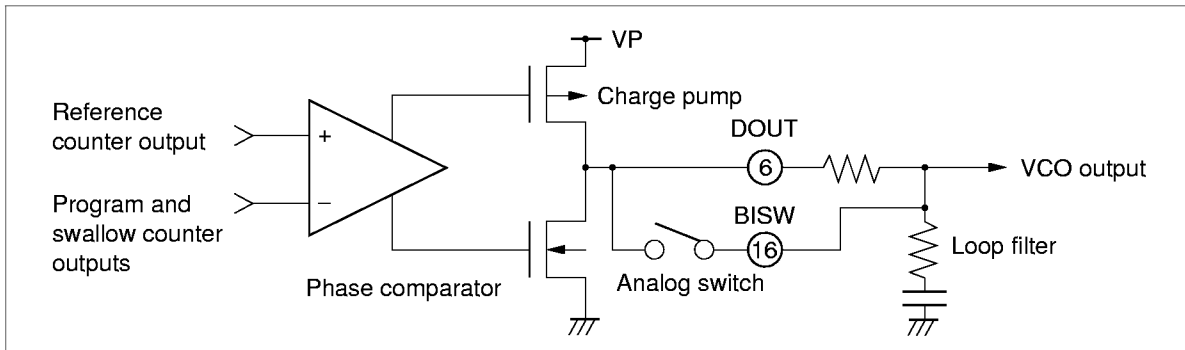 VP
Charge pump
Reference
counter output
+
DOUT
6
VCO output
Program and
swallow counter
outputs
−
BISW
16
Loop filter
Analog switch
Phase comparator